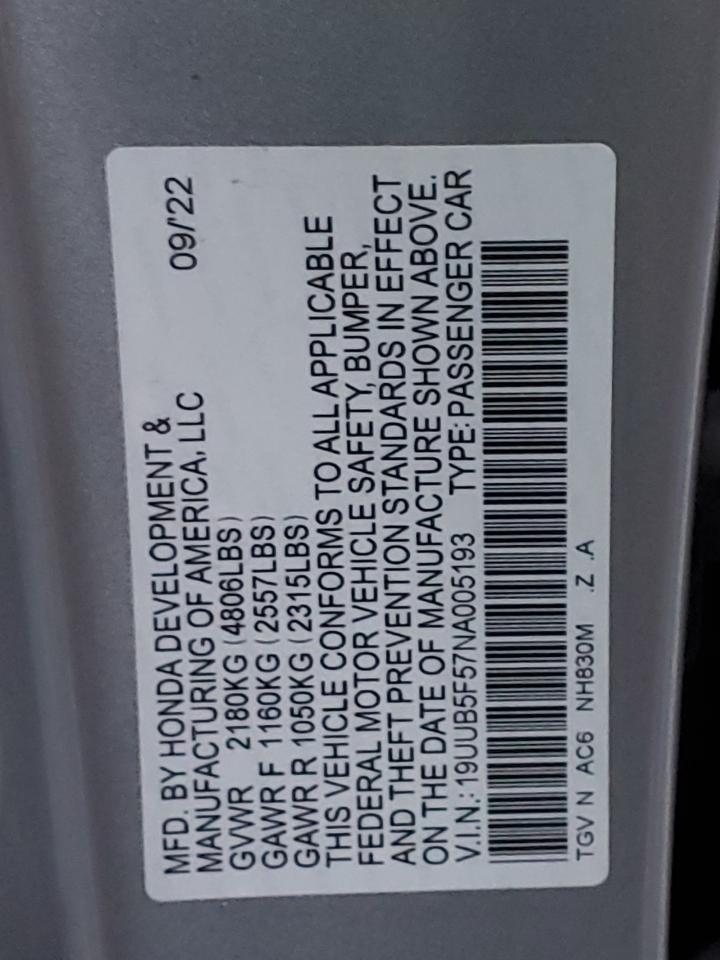 MFD. BY HONDA DEVELOPMENT &
MANUFACTURING OF AMERICA, LLC 09/'22
GVWR 2180KG (4806LBS)
GAWR F 1160KG (2557LBS)
GAWR R 1050KG (2315LBS)
THIS VEHICLE CONFORMS TO ALL APPLICABLE
FEDERAL MOTOR VEHICLE SAFETY, BUMPER,
AND THEFT PREVENTION STANDARDS IN EFFECT
ON THE DATE OF MANUFACTURE SHOWN ABOVE.
V.I.N.: 19UUB5F57NA005193 TYPE: PASSENGER CAR
TGV N AC6 NH830M .Z .A